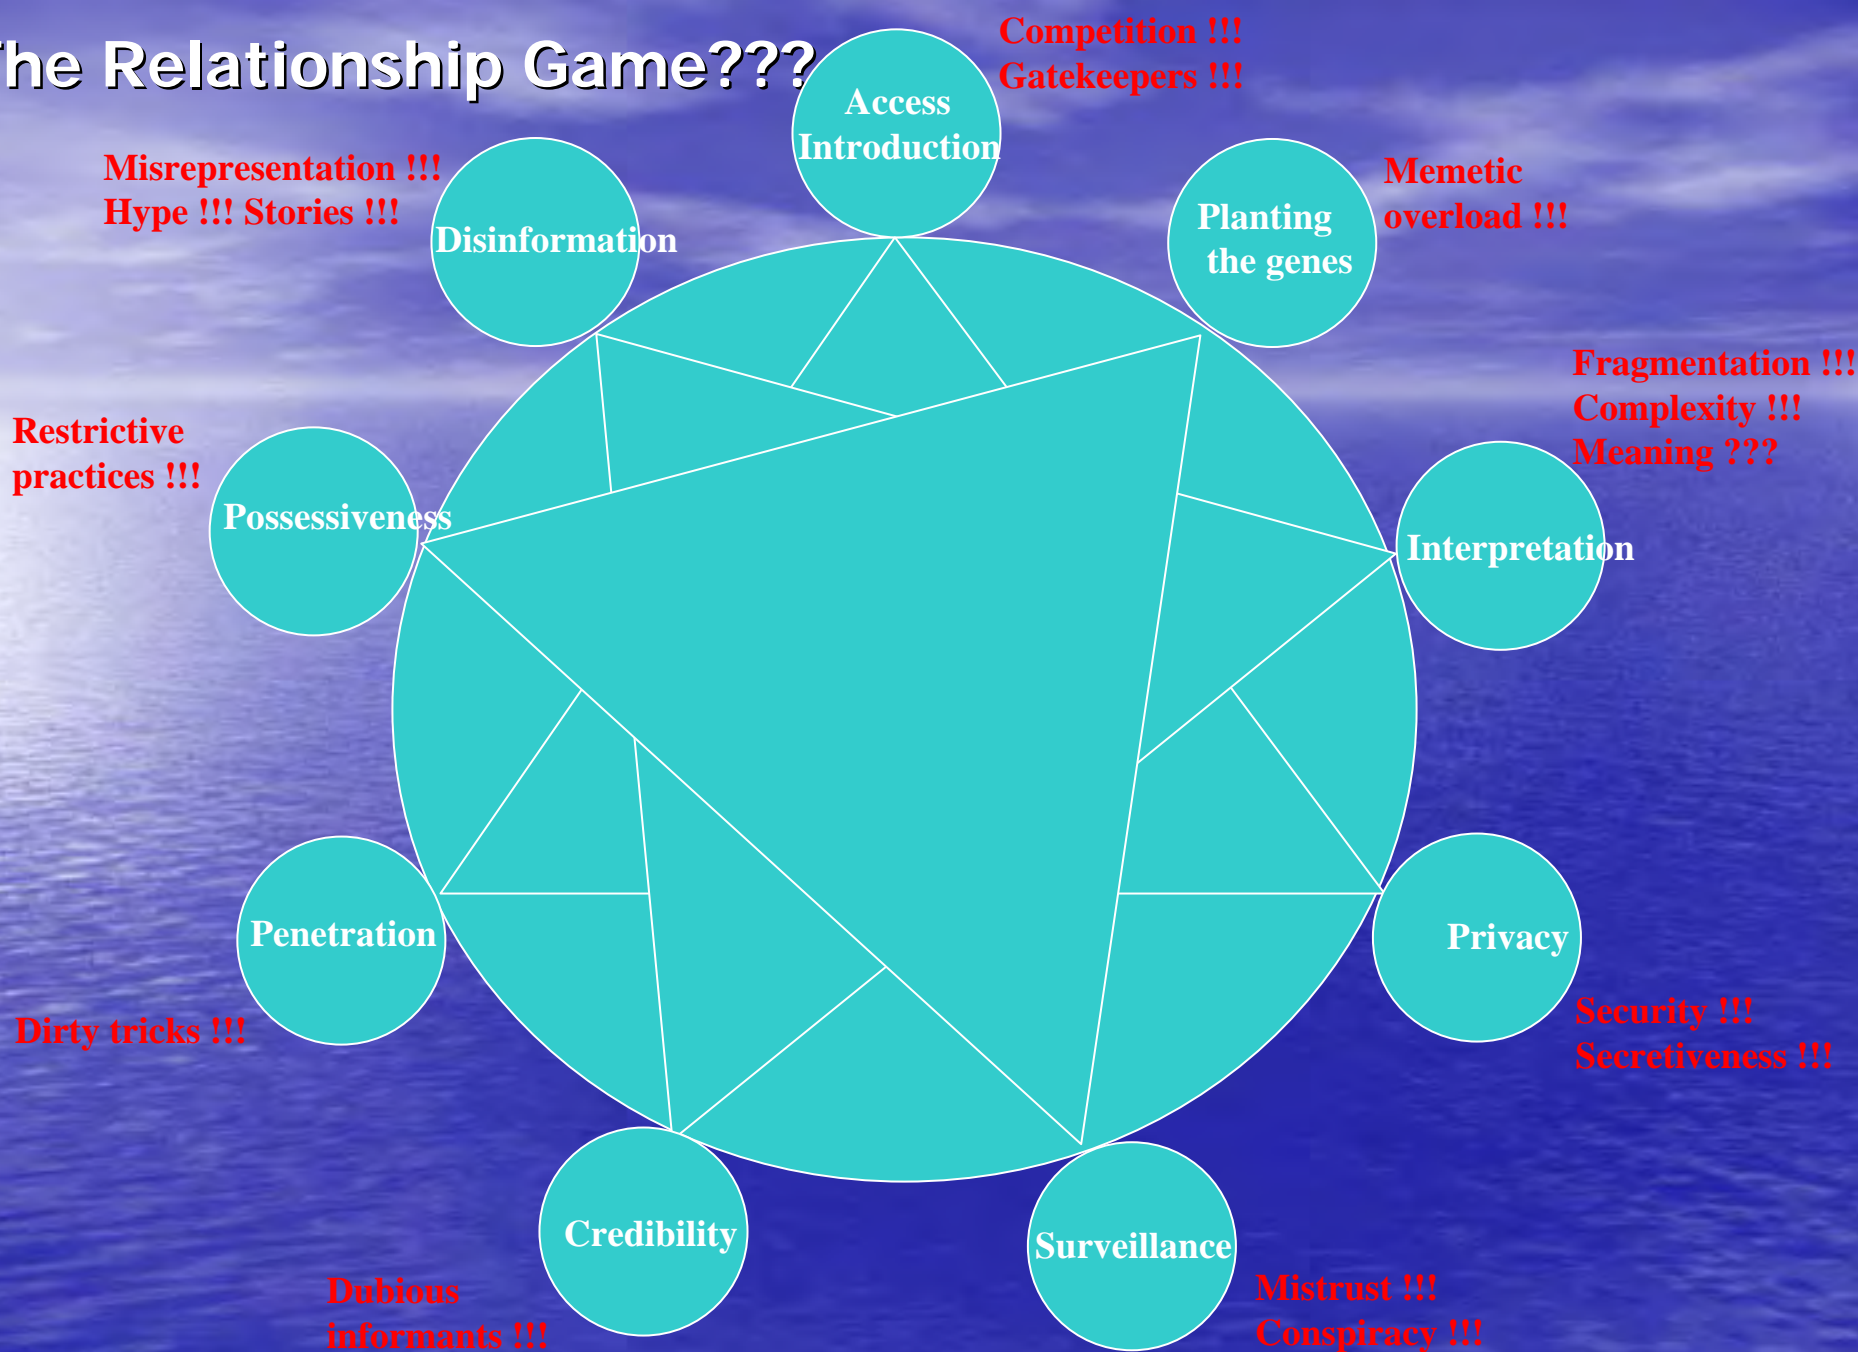 he Relationship Game???
Competition !!!
Gatekeepers !!!
Access
Introduction
Misrepresentation !!!
Hype !!! Stories !!!
Disinformation
Planting
the genes
Memetic
overload !!!
Fragmentation !!!
Complexity !!!
Meaning ???
Interpretation
Restrictive
practices !!!
Possessiveness
Penetration
Dirty tricks !!!
Privacy
Security !!!
Secretiveness !!!
Credibility
Dubious
informants !!!
Surveillance
Mistrust !!!
Conspiracy !!!